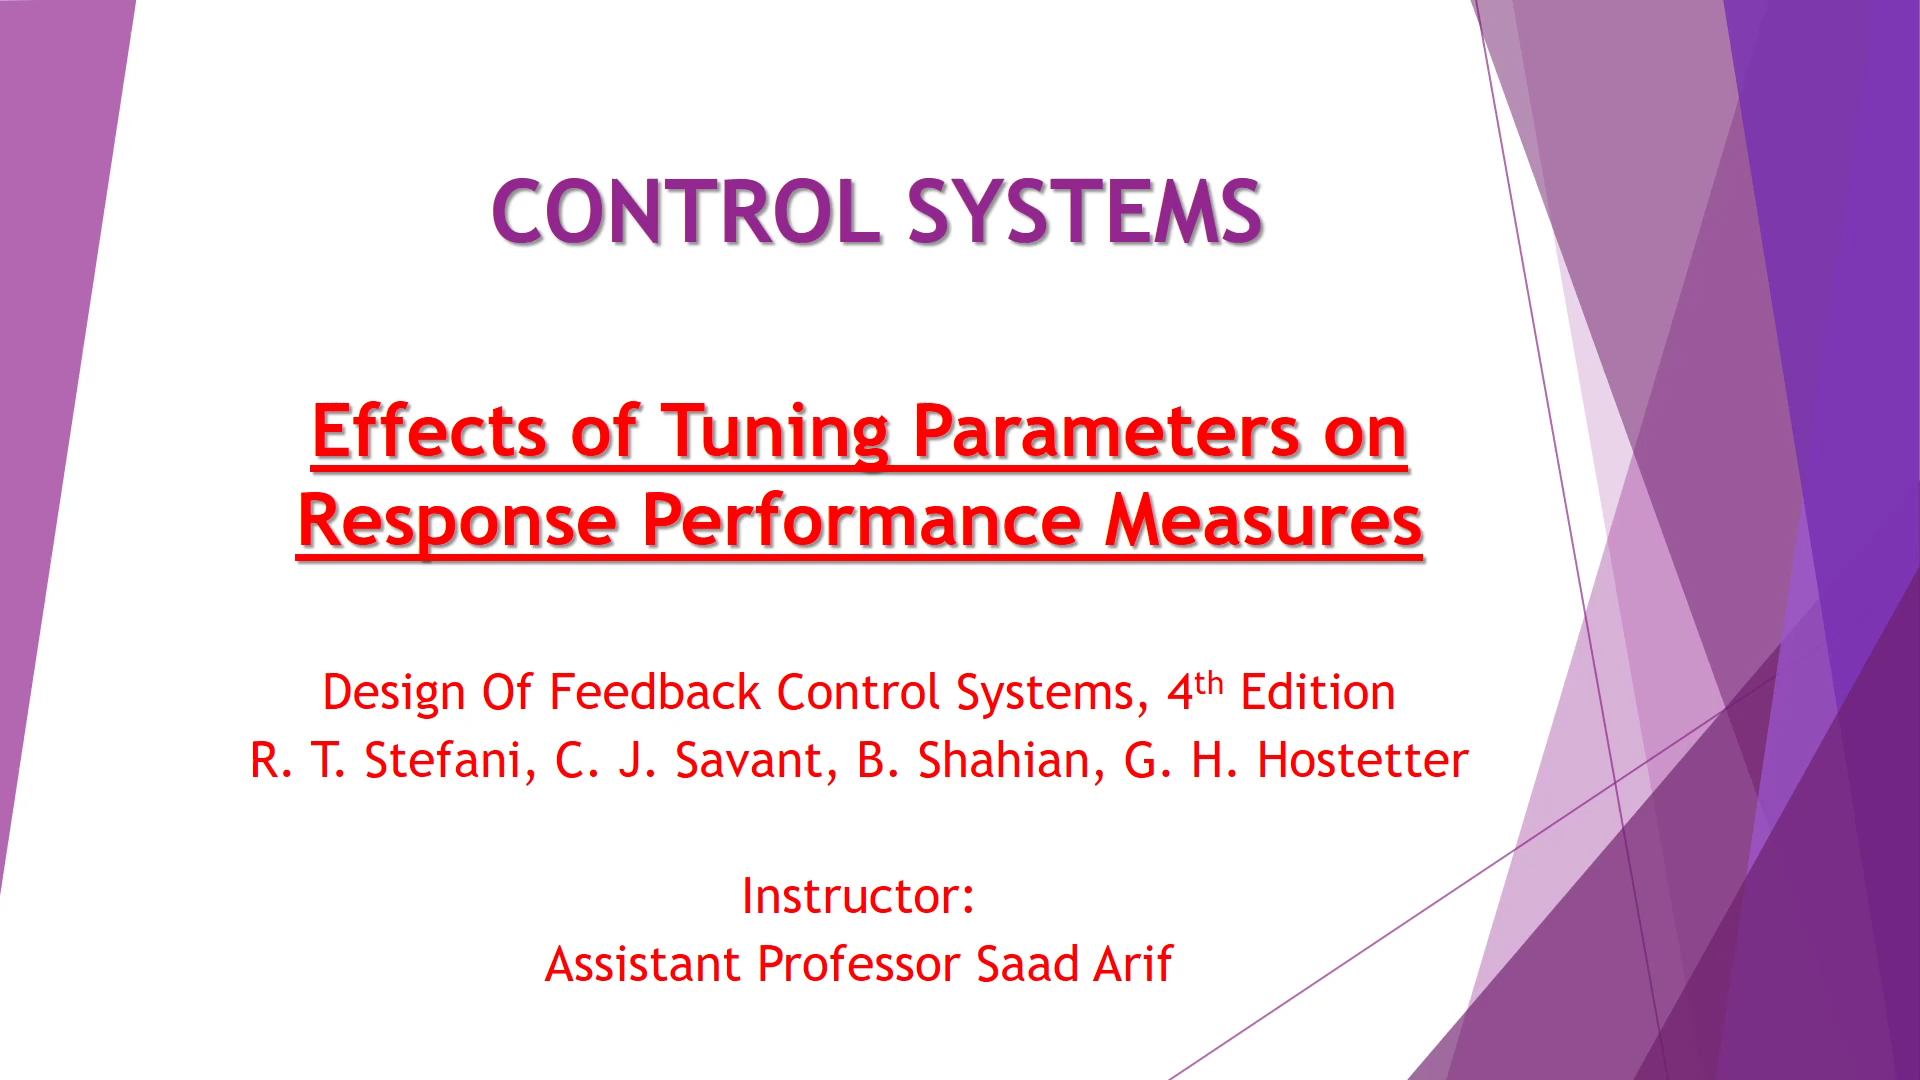 CONTROL SYSTEMS
Effects of Tuning Parameters on
Response Performance Measures
Design Of Feedback Control Systems, 4th Edition
R. T. Stefani, C. J. Savant, B. Shahian, G. H. Hostetter
Instructor:
Assistant Professor Saad Arif